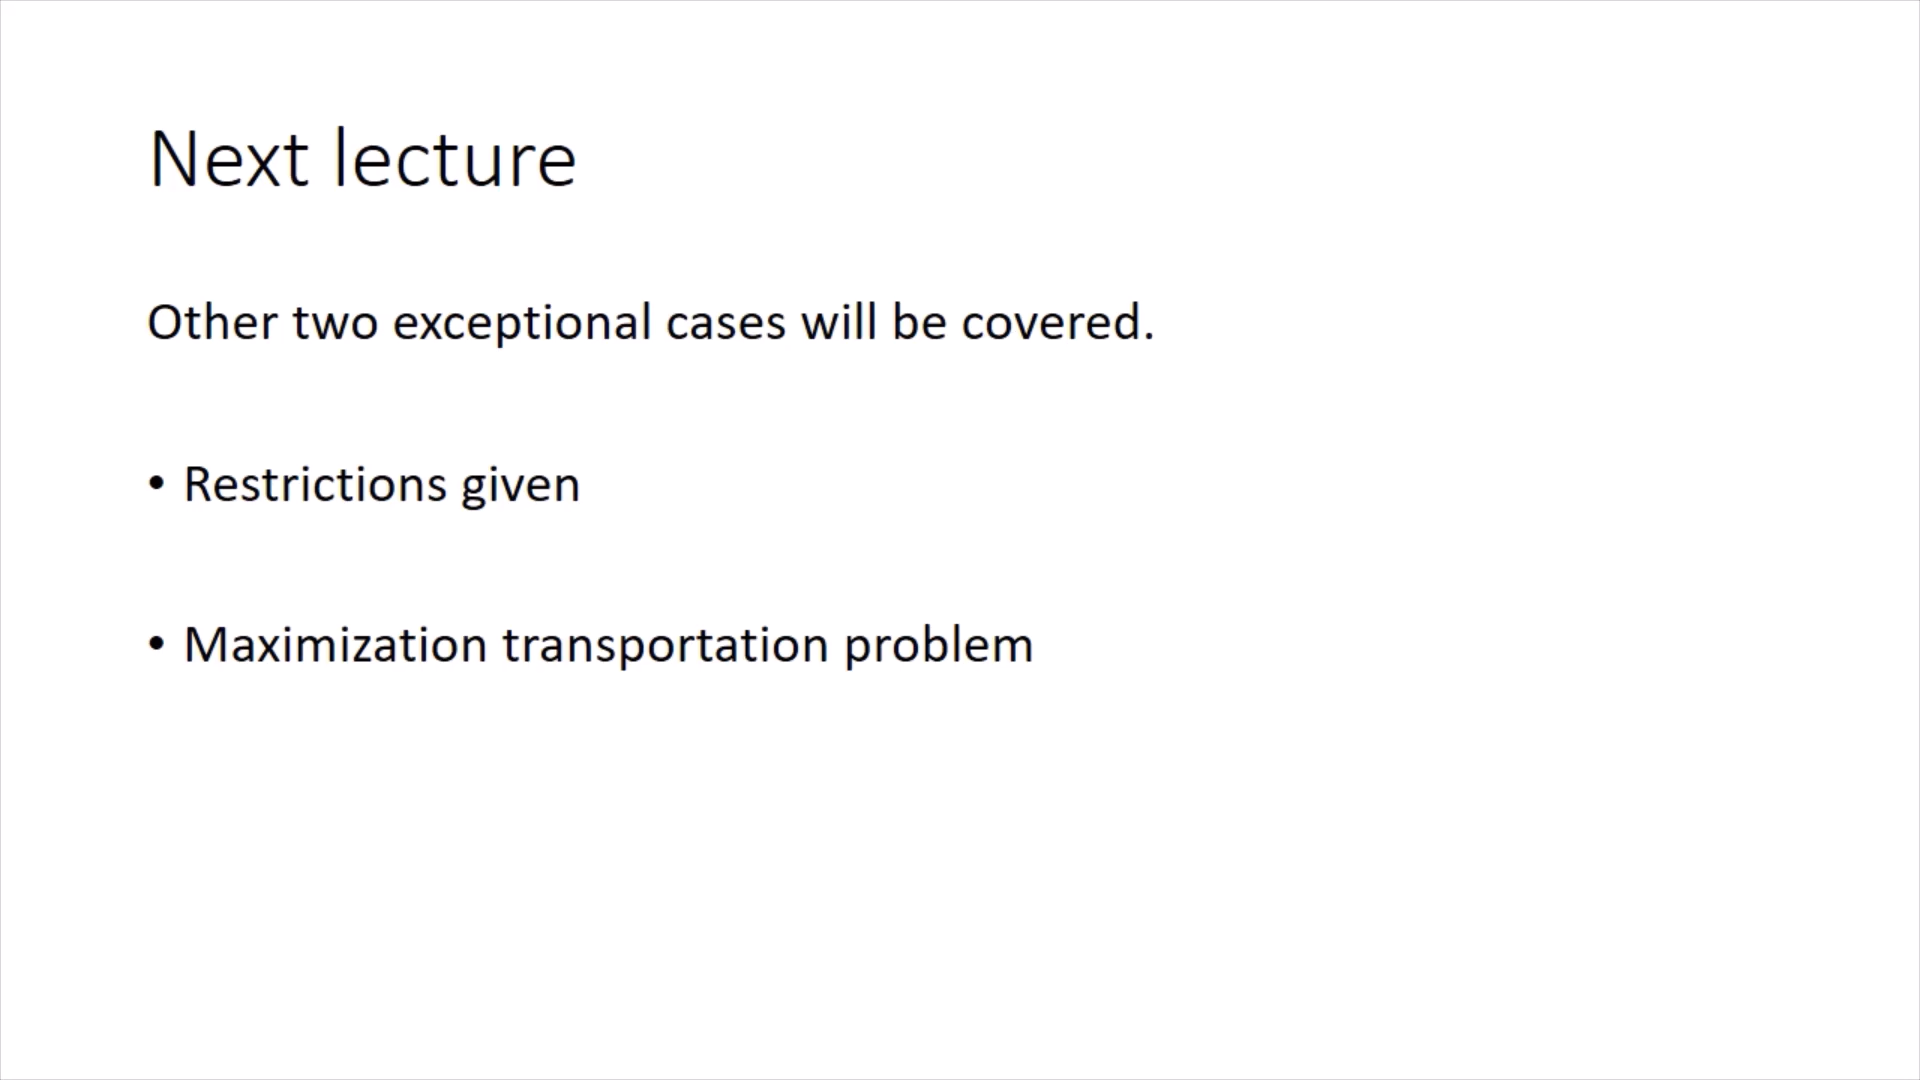 Next lecture
Other two exceptional cases will be covered.
• Restrictions given
• Maximization transportation problem